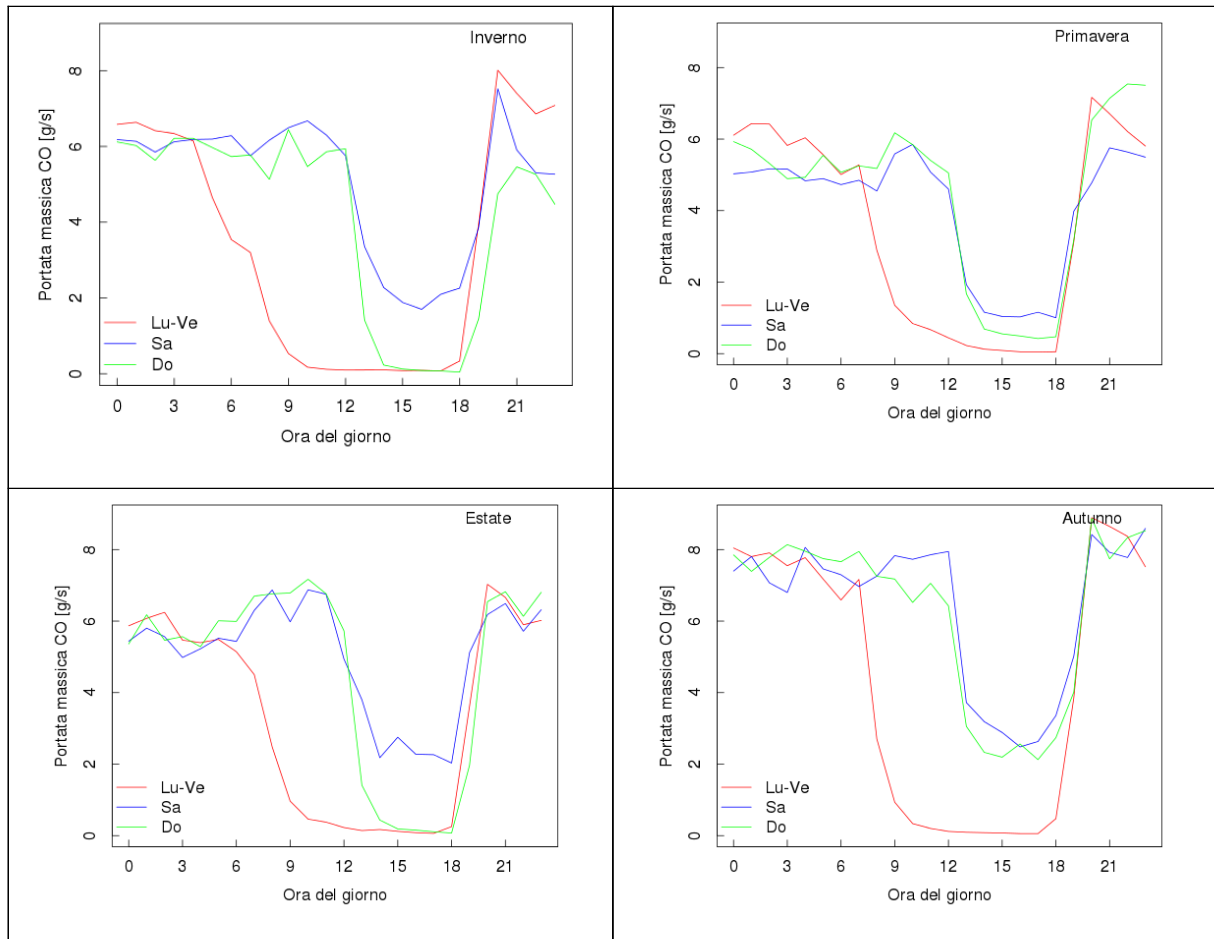 Inverno
Portata massica CO [g/s]
8
6
4
2
0
Lu-Ve
Sa
Do
0 3 6 9 12 15 18 21
Ora del giorno
Primavera
Portata massica CO [g/s]
8
6
4
2
0
Lu-Ve
Sa
Do
0 3 6 9 12 15 18 21
Ora del giorno
Estate
Portata massica CO [g/s]
8
6
4
2
0
Lu-Ve
Sa
Do
0 3 6 9 12 15 18 21
Ora del giorno
Autunno
Portata massica CO [g/s]
8
6
4
2
0
Lu-Ve
Sa
Do
0 3 6 9 12 15 18 21
Ora del giorno